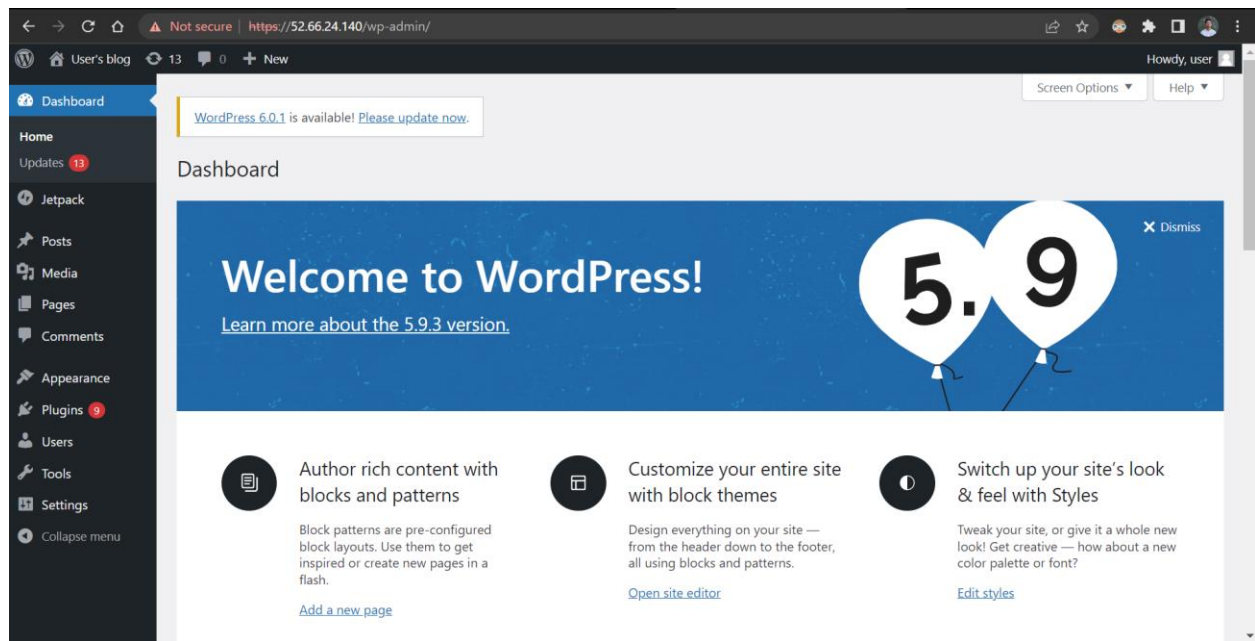 Not secure | https://52.66.24.140/wp-admin/
User's blog 13 0 + New Howdy, user
Screen Options ▼ Help ▼
Dashboard
Home
Updates 13
Jetpack
Posts
Media
Pages
Comments
Appearance
Plugins 9
Users
Tools
Settings
Collapse menu
WordPress 6.0.1 is available! Please update now.
Dashboard
Dismiss
Welcome to WordPress!
Learn more about the 5.9.3 version.
5.9
Author rich content with
blocks and patterns
Block patterns are pre-configured
block layouts. Use them to get
inspired or create new pages in a
flash.
Add a new page
Customize your entire site
with block themes
Design everything on your site —
from the header down to the footer,
all using blocks and patterns.
Open site editor
Switch up your site's look
& feel with Styles
Tweak your site, or give it a whole new
look! Get creative — how about a new
color palette or font?
Edit styles